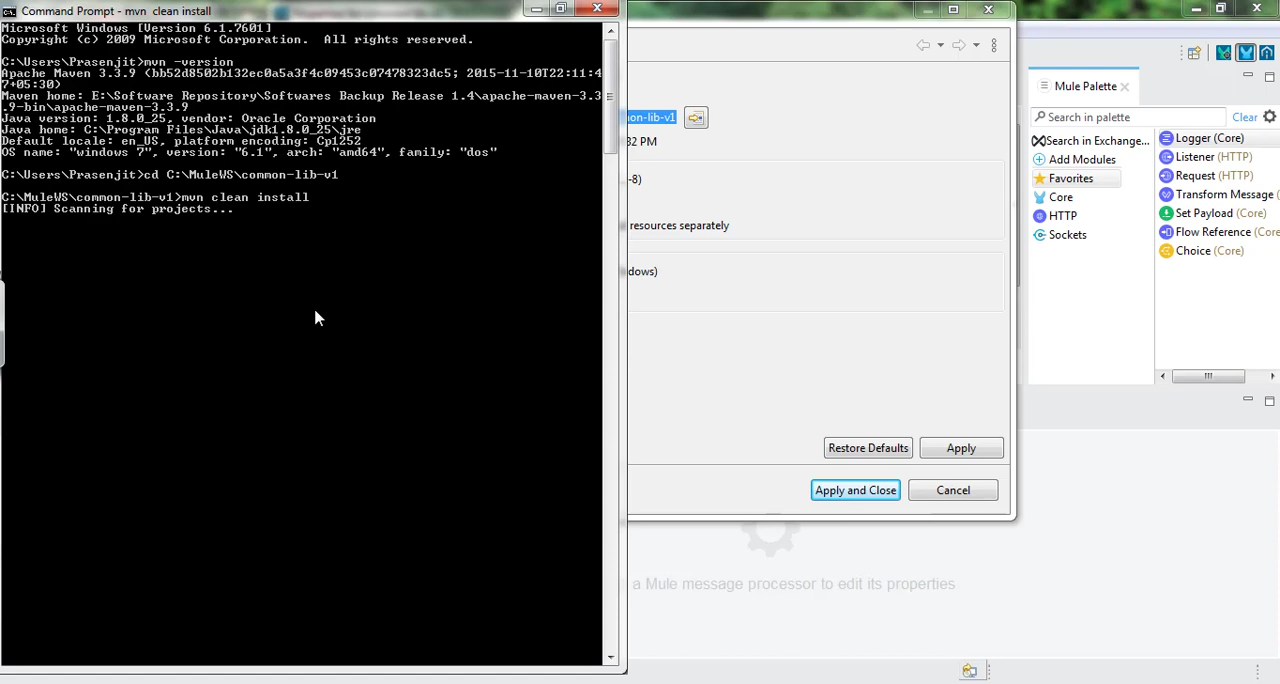 Command Prompt - mvn  clean install
Microsoft Windows [Version 6.1.7601]
Copyright (c) 2009 Microsoft Corporation.  All rights reserved.
C:\Users\Prasenjit>mvn -version
Apache Maven 3.3.9 (bb52d8502b132ec0a5a3f4c09453c07478323dc5; 2015-11-10T22:11:4
7+05:30)
Maven home: E:\Software Repository\Softwares Backup Release 1.4\apache-maven-3.3
.9-bin\apache-maven-3.3.9
Java version: 1.8.0_25, vendor: Oracle Corporation
Java home: C:\Program Files\Java\jdk1.8.0_25\jre
Default locale: en_US, platform encoding: Cp1252
OS name: "windows 7", version: "6.1", arch: "amd64", family: "dos"
C:\Users\Prasenjit>cd C:\MuleWS\common-lib-v1
C:\MuleWS\common-lib-v1>mvn clean install
[INFO] Scanning for projects...
on-lib-v1
32 PM
-8)
resources separately
dows)
Restore Defaults
Apply
Apply and Close
Cancel
Mule Palette
Search in palette
Clear
Search in Exchange...
Add Modules
Favorites
Core
HTTP
Sockets
Logger (Core)
Listener (HTTP)
Request (HTTP)
Transform Message
Set Payload (Core)
Flow Reference (Core
Choice (Core)
a Mule message processor to edit its properties